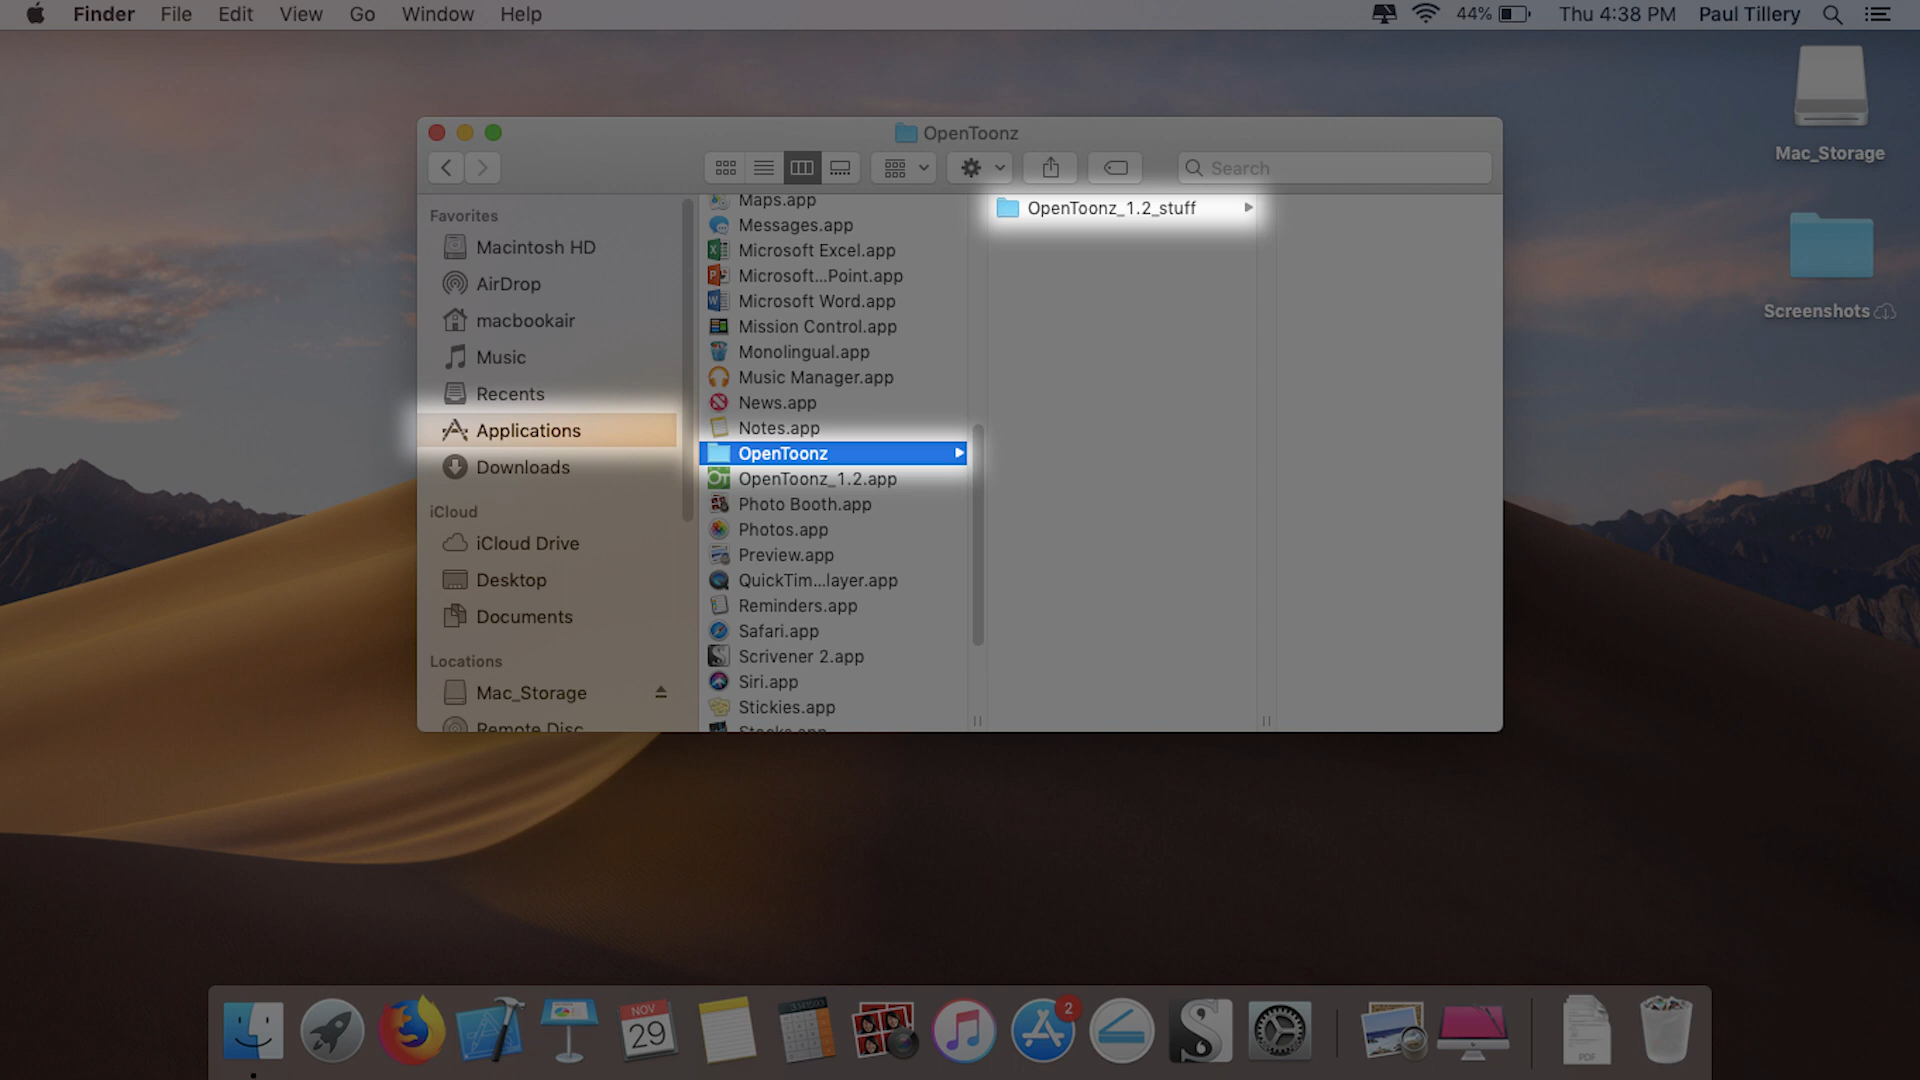 Finder File Edit View Go Window Help 44% Thu 4:38 PM Paul Tillery
Mac_Storage
Screenshots
OpenToonz
Search
Favorites
Macintosh HD
AirDrop
macbookair
Music
Recents
Applications
Downloads
iCloud
iCloud Drive
Desktop
Documents
Locations
Mac_Storage
Remote Disc
Maps.app
Messages.app
Microsoft Excel.app
Microsoft...Point.app
Microsoft Word.app
Mission Control.app
Monolingual.app
Music Manager.app
News.app
Notes.app
OpenToonz
OpenToonz_1.2.app
Photo Booth.app
Photos.app
Preview.app
QuickTim...layer.app
Reminders.app
Safari.app
Scrivener 2.app
Siri.app
Stickies.app
Stocks.app
OpenToonz_1.2_stuff
NOV
29
2
PDF